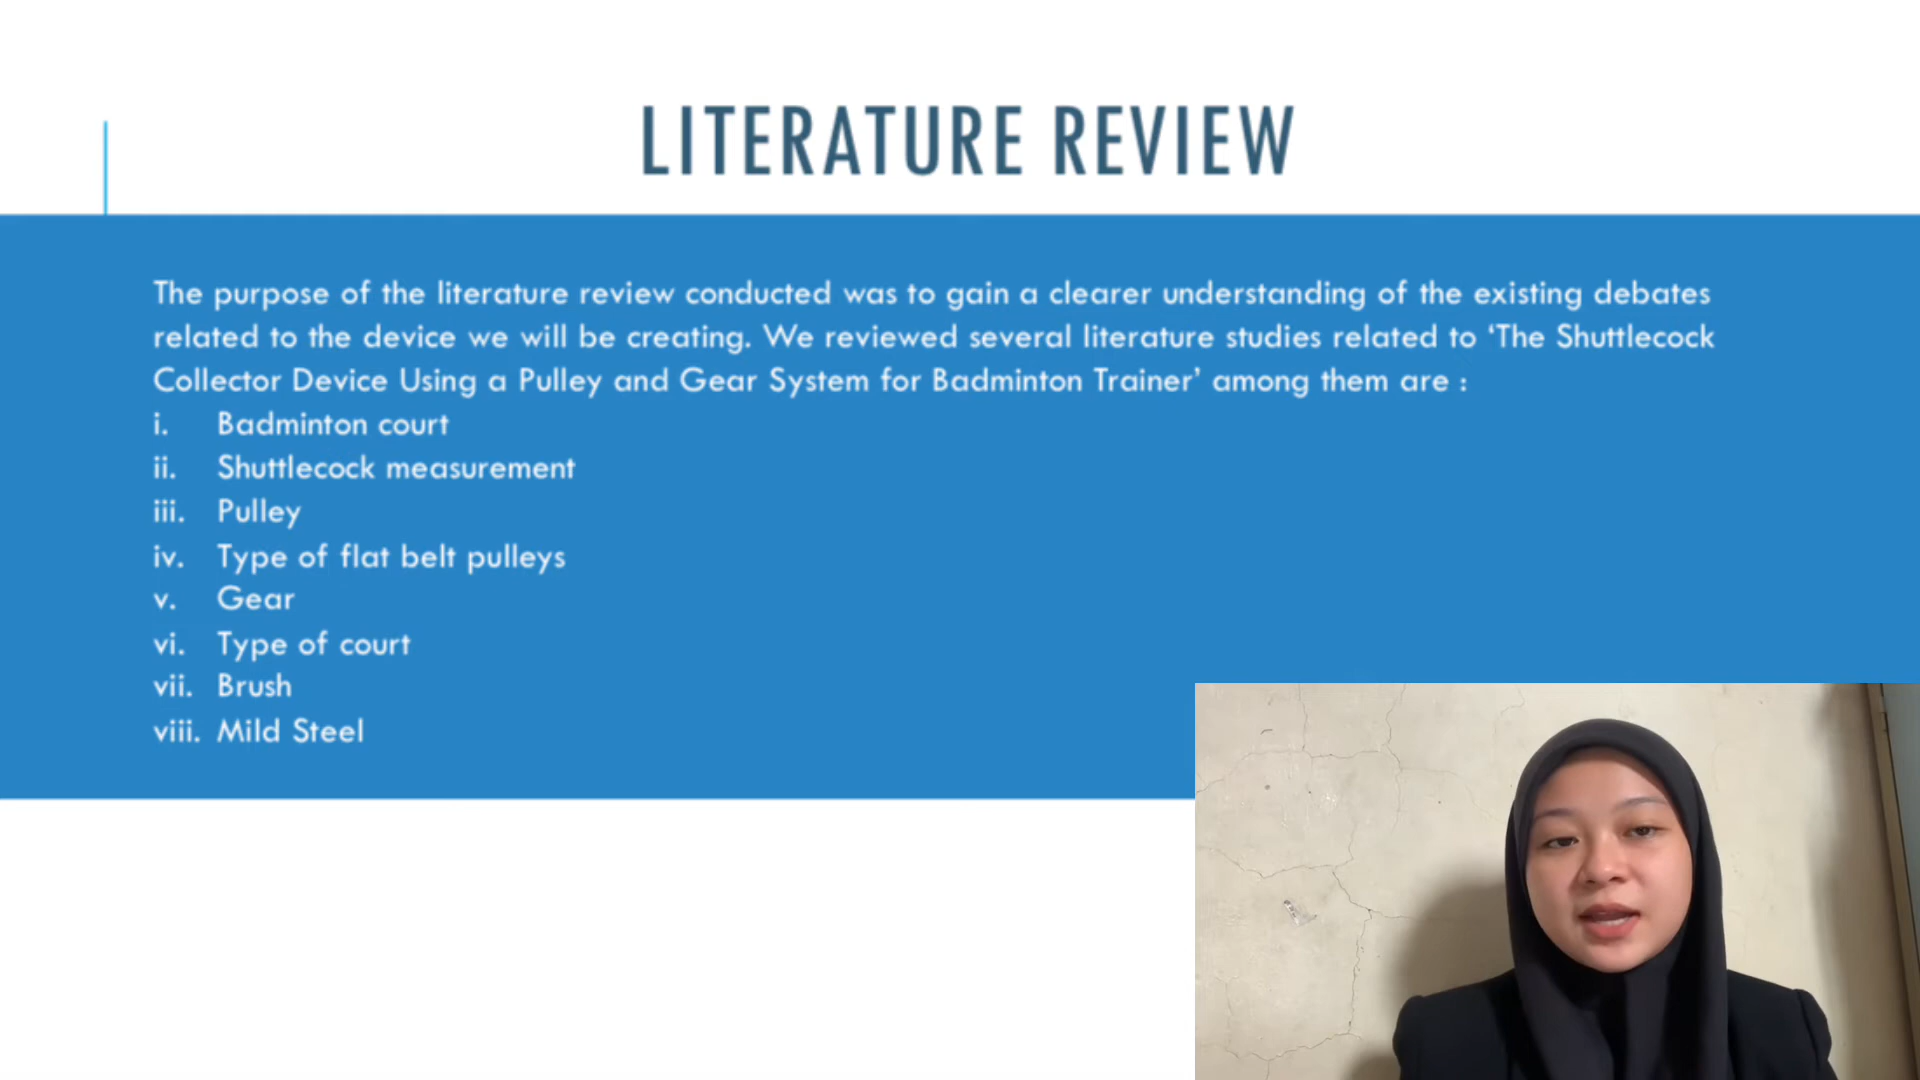 LITERATURE REVIEW
The purpose of the literature review conducted was to gain a clearer understanding of the existing debates
related to the device we will be creating. We reviewed several literature studies related to ‘The Shuttlecock
Collector Device Using a Pulley and Gear System for Badminton Trainer’ among them are :
i. Badminton court
ii. Shuttlecock measurement
iii. Pulley
iv. Type of flat belt pulleys
v. Gear
vi. Type of court
vii. Brush
viii. Mild Steel